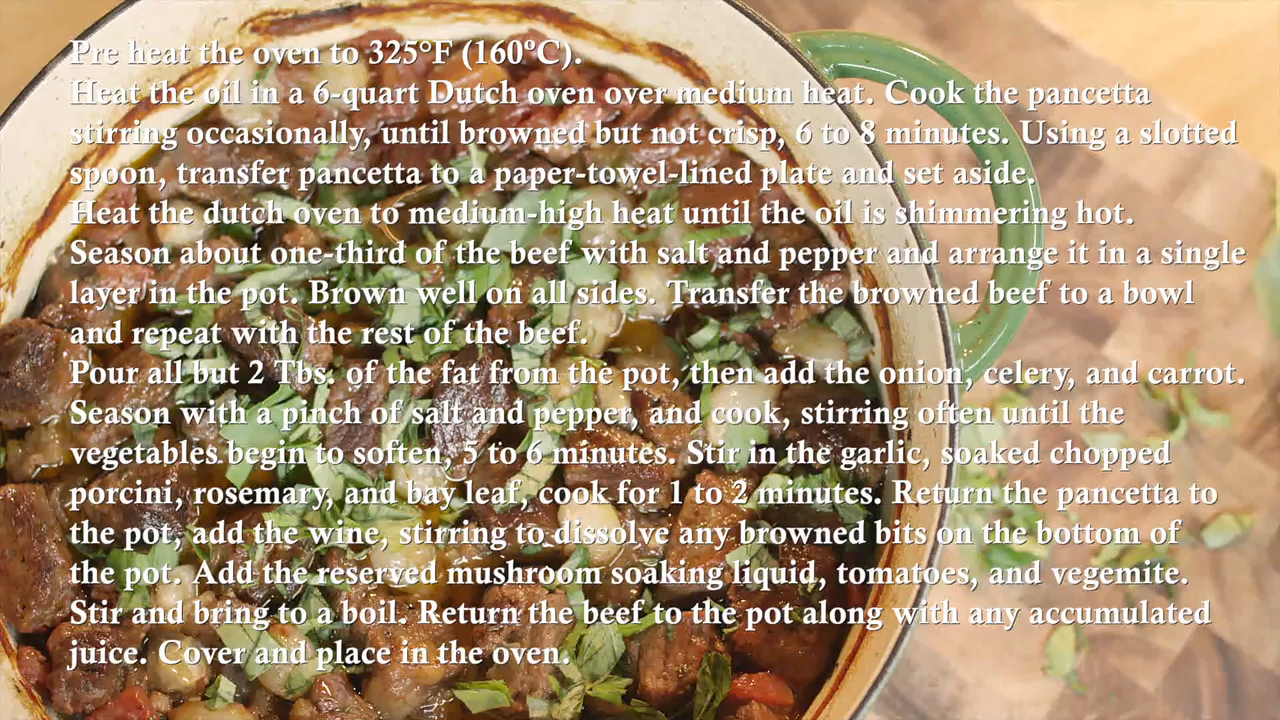 Pre heat the oven to 325°F (160ºC).
Heat the oil in a 6-quart Dutch oven over medium heat. Cook the pancetta
stirring occasionally, until browned but not crisp, 6 to 8 minutes. Using a slotted
spoon, transfer pancetta to a paper-towel-lined plate and set aside.
Heat the dutch oven to medium-high heat until the oil is shimmering hot.
Season about one-third of the beef with salt and pepper and arrange it in a single
layer in the pot. Brown well on all sides. Transfer the browned beef to a bowl
and repeat with the rest of the beef.
Pour all but 2 Tbs. of the fat from the pot, then add the onion, celery, and carrot.
Season with a pinch of salt and pepper, and cook, stirring often until the
vegetables begin to soften, 5 to 6 minutes. Stir in the garlic, soaked chopped
porcini, rosemary, and bay leaf, cook for 1 to 2 minutes. Return the pancetta to
the pot, add the wine, stirring to dissolve any browned bits on the bottom of
the pot. Add the reserved mushroom soaking liquid, tomatoes, and vegemite.
Stir and bring to a boil. Return the beef to the pot along with any accumulated
juice. Cover and place in the oven.